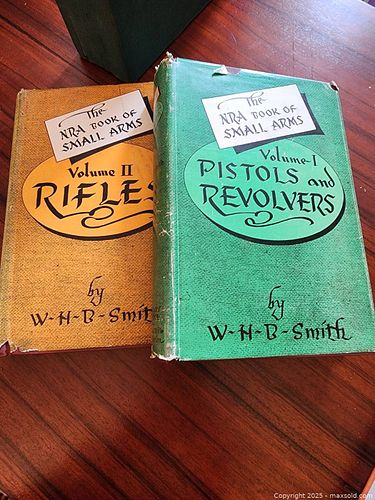 The
NRA BOOK OF
SMALL ARMS
Volume II
RIFLES
by
W-H-B-Smith
The
NRA BOOK OF
SMALL ARMS
Volume-I
PISTOLS and
REVOLVERS
by
W-H-B-Smith
Copyright 2025 - maxsold.com